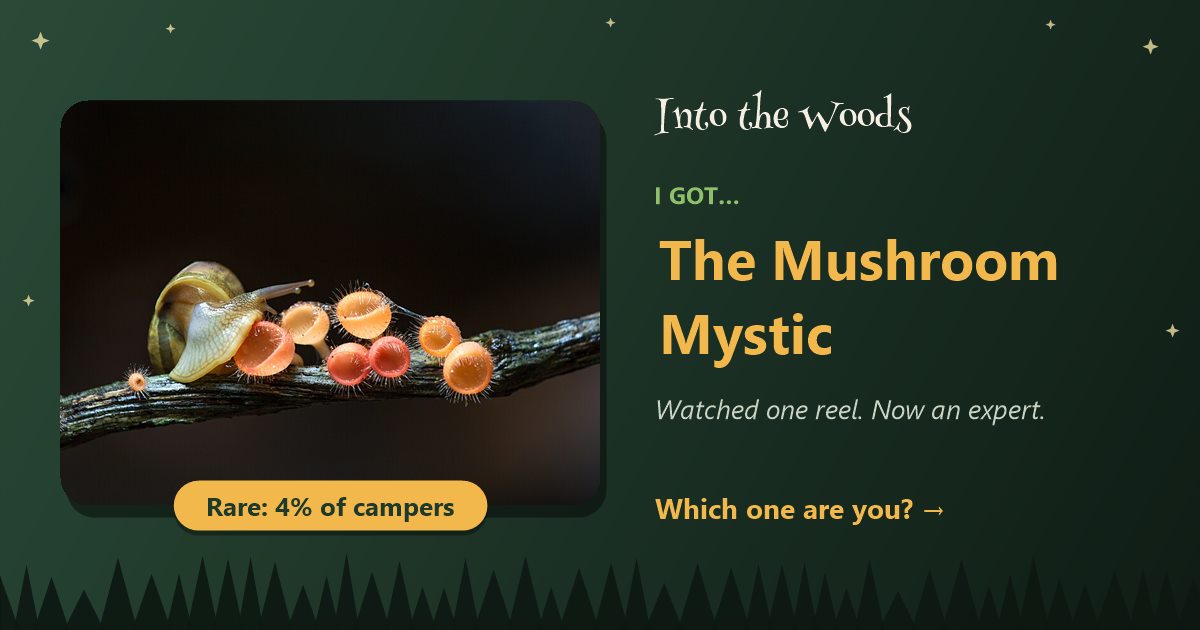 Into the Woods
I GOT...
The Mushroom
Mystic
Watched one reel. Now an expert.
Rare: 4% of campers
Which one are you? →